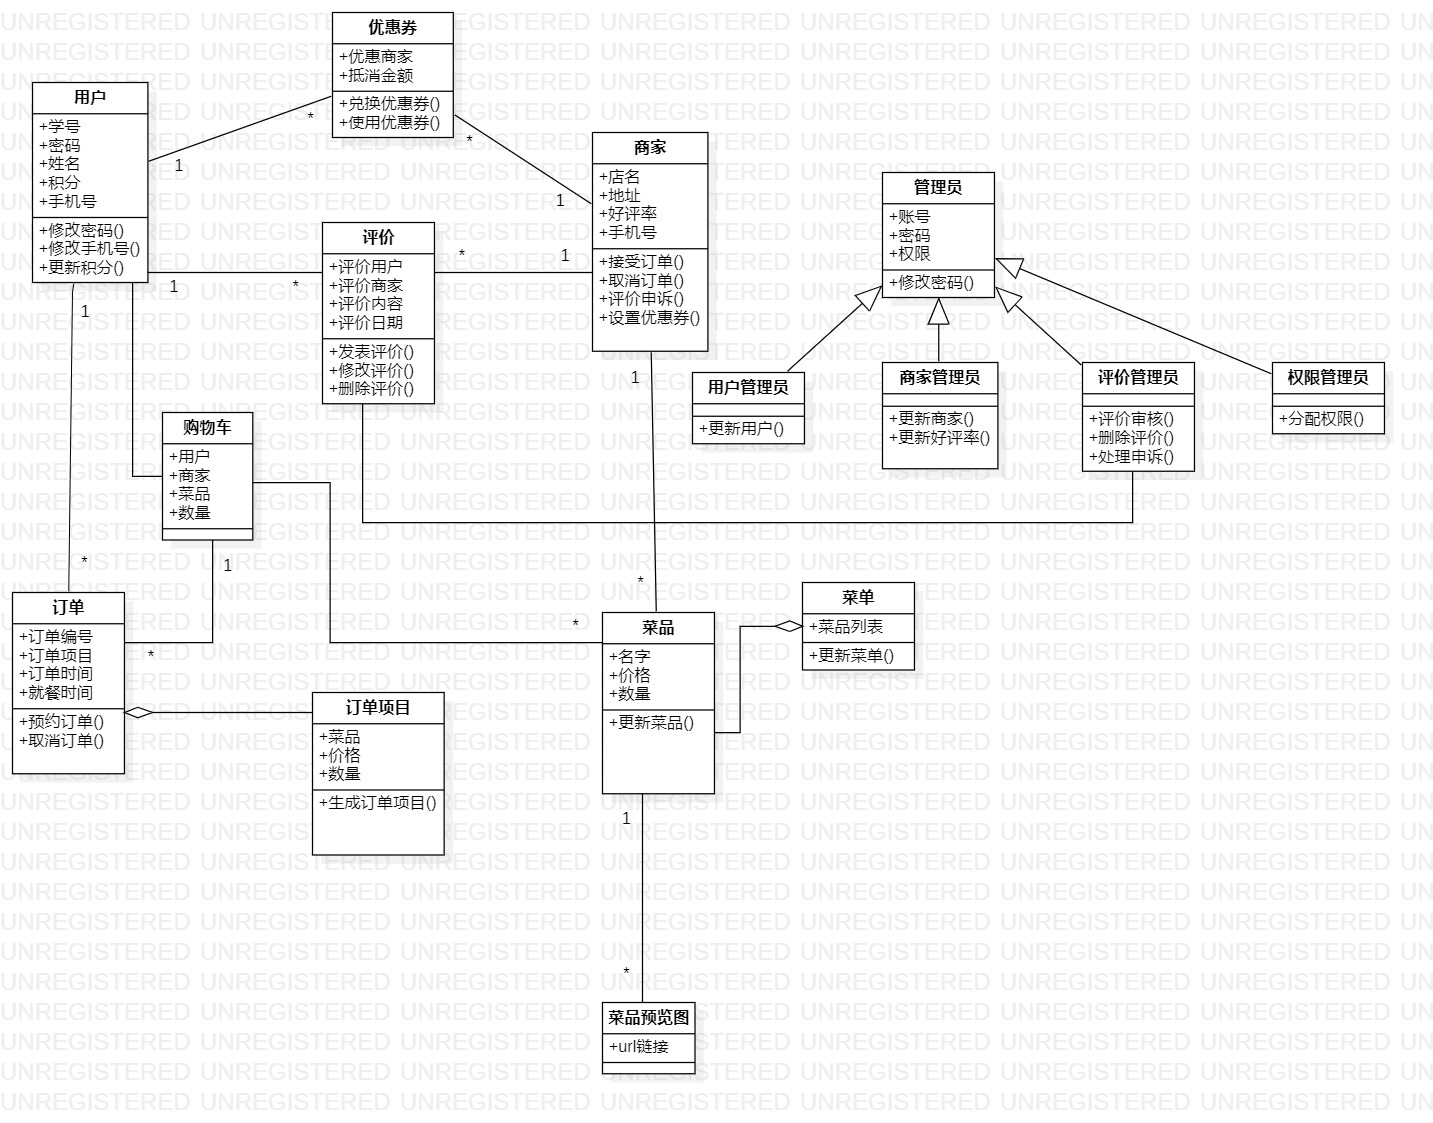 优惠券
+优惠商家
+抵消金额
+兑换优惠券()
+使用优惠券()
用户
+学号
+密码
+姓名
+积分
+手机号
+修改密码()
+修改手机号()
+更新积分()
*
1
*
1
商家
+店名
+地址
+好评率
+手机号
+接受订单()
+取消订单()
+评价申诉()
+设置优惠券()
管理员
+账号
+密码
+权限
+修改密码()
评价
+评价用户
+评价商家
+评价内容
+评价日期
+发表评价()
+修改评价()
+删除评价()
*
1
1
*
1
1
用户管理员
+更新用户()
商家管理员
+更新商家()
+更新好评率()
评价管理员
+评价审核()
+删除评价()
+处理申诉()
权限管理员
+分配权限()
购物车
+用户
+商家
+菜品
+数量
*
1
*
*
*
订单
+订单编号
+订单项目
+订单时间
+就餐时间
+预约订单()
+取消订单()
菜品
+名字
+价格
+数量
+更新菜品()
菜单
+菜品列表
+更新菜单()
订单项目
+菜品
+价格
+数量
+生成订单项目()
1
*
菜品预览图
+url链接
UNREGISTERED